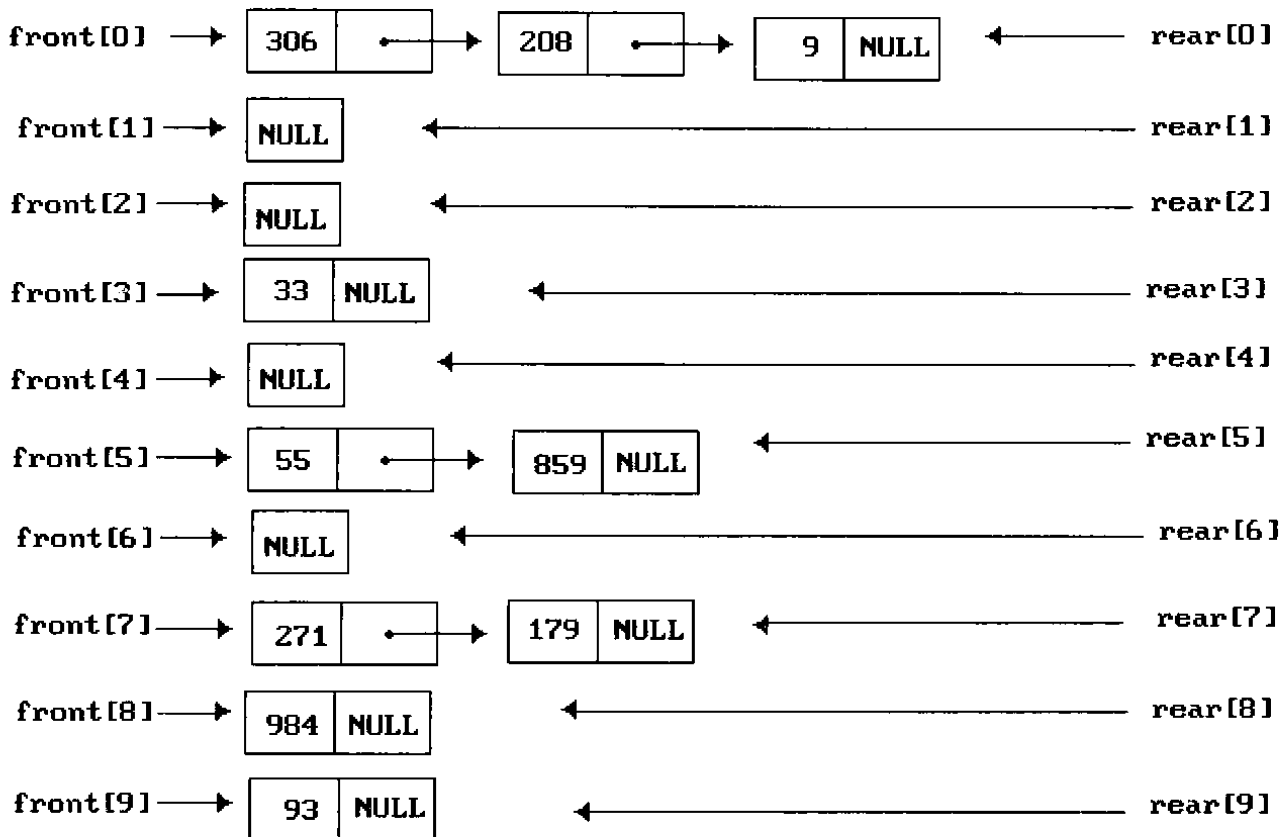 front[0] 306 208 9 NULL rear[0]
front[1] NULL rear[1]
front[2] NULL rear[2]
front[3] 33 NULL rear[3]
front[4] NULL rear[4]
front[5] 55 859 NULL rear[5]
front[6] NULL rear[6]
front[7] 271 179 NULL rear[7]
front[8] 984 NULL rear[8]
front[9] 93 NULL rear[9]